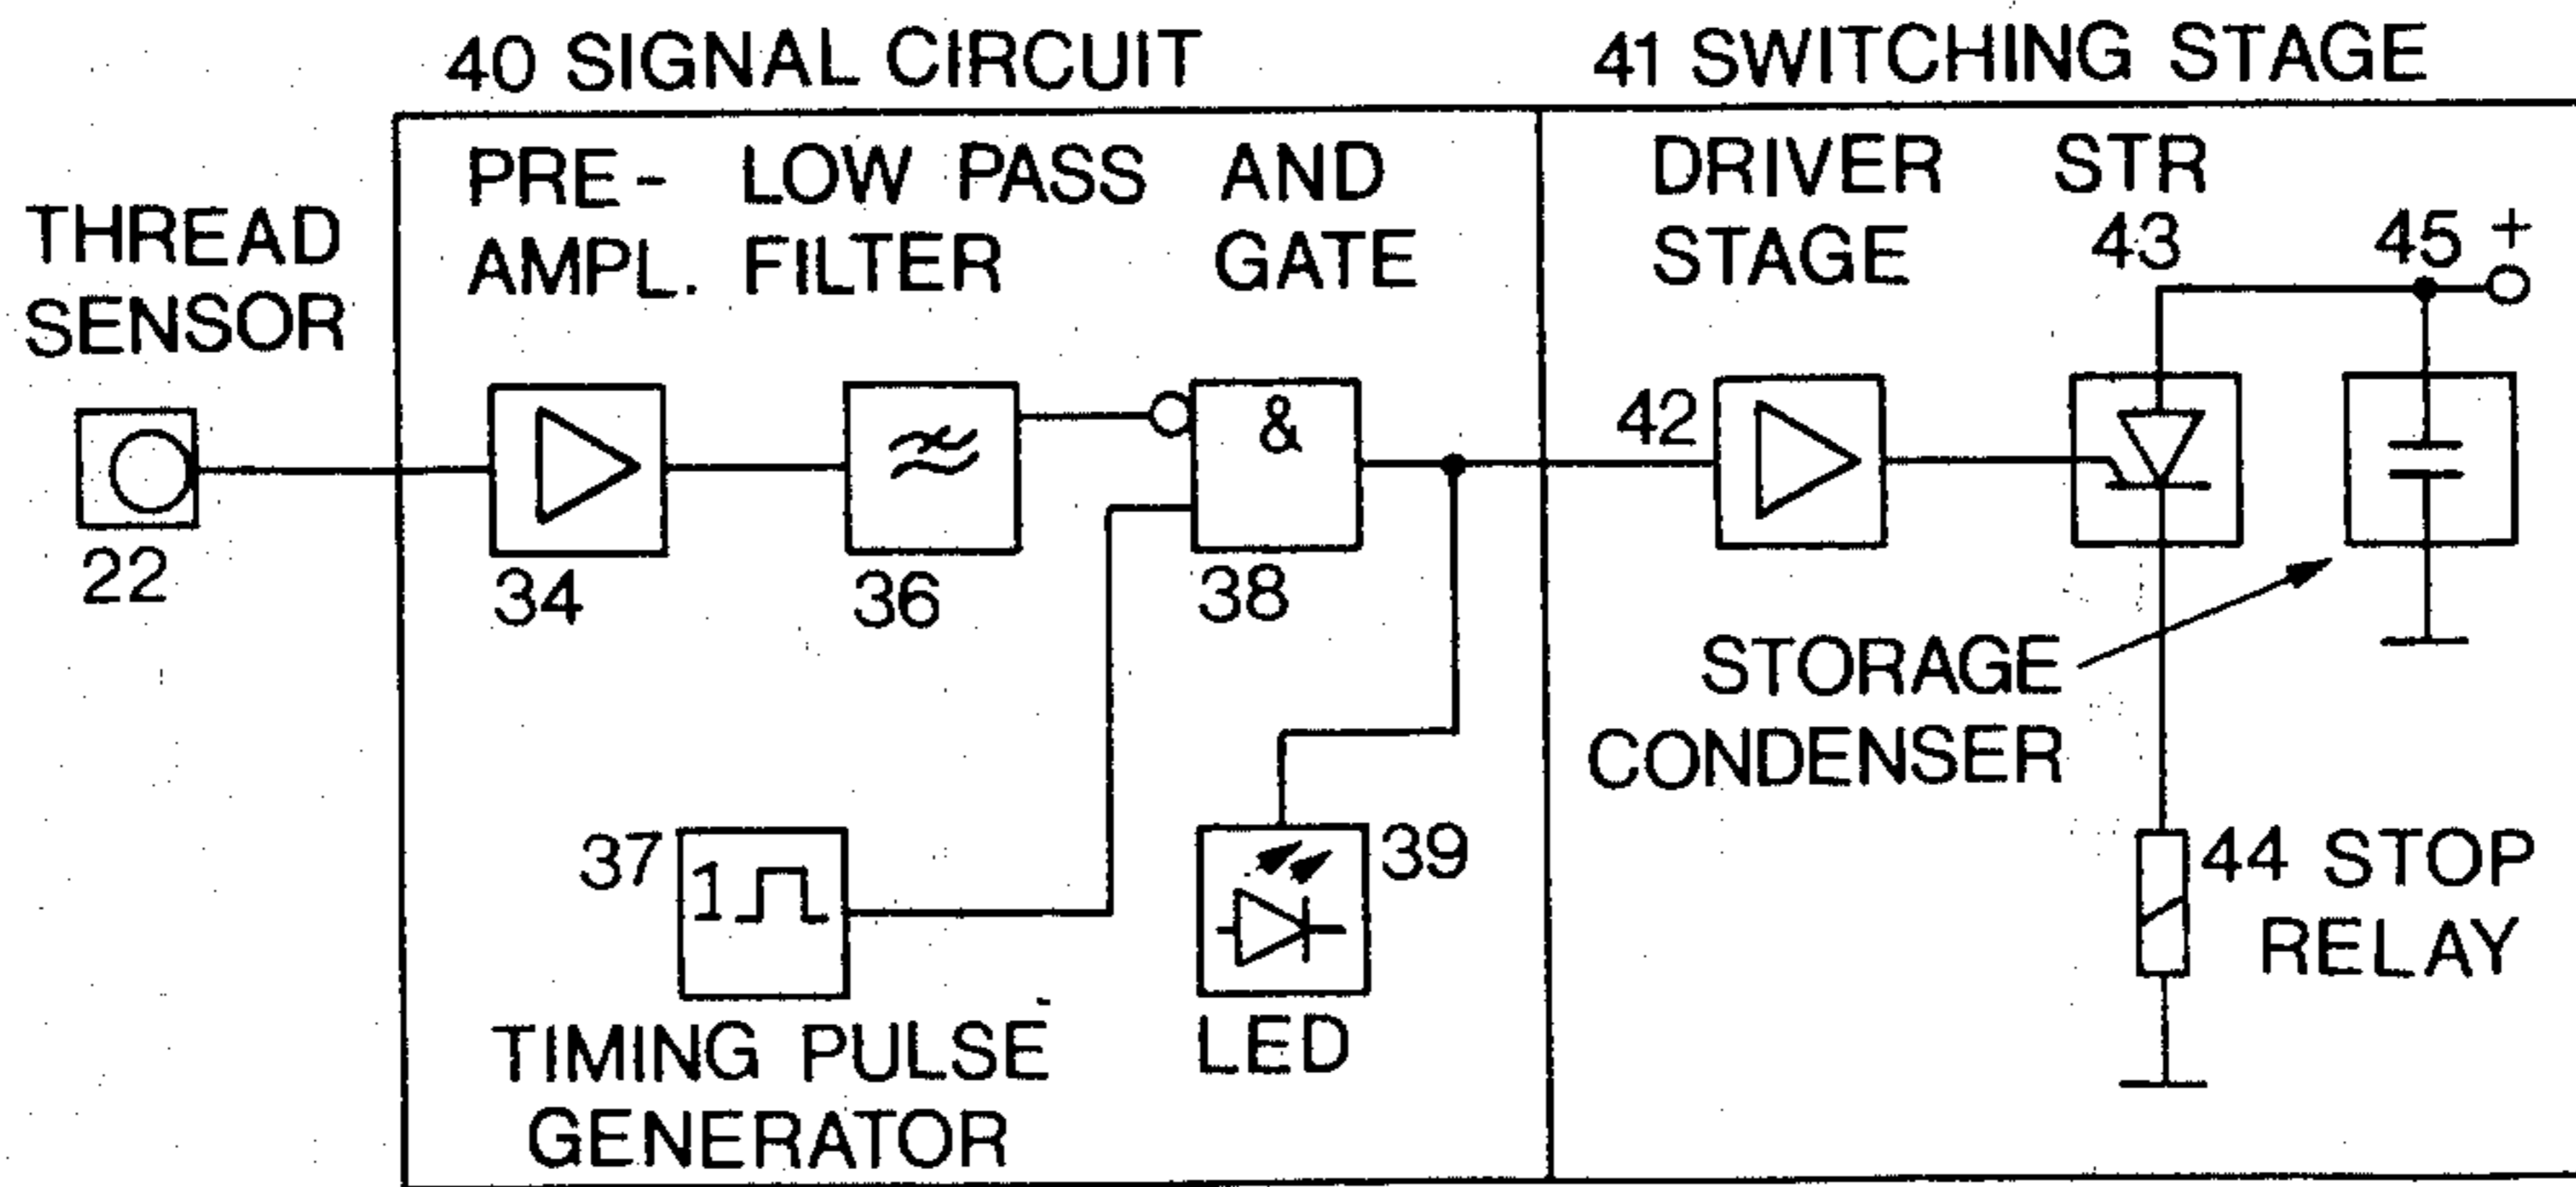 40 SIGNAL CIRCUIT
41 SWITCHING STAGE
THREAD
SENSOR
22
PRE-
AMPL.
34
LOW PASS
FILTER
36
AND
GATE
&
38
37
1
TIMING PULSE
GENERATOR
39
LED
DRIVER
STAGE
42
STR
43
45 +
STORAGE
CONDENSER
44 STOP
RELAY